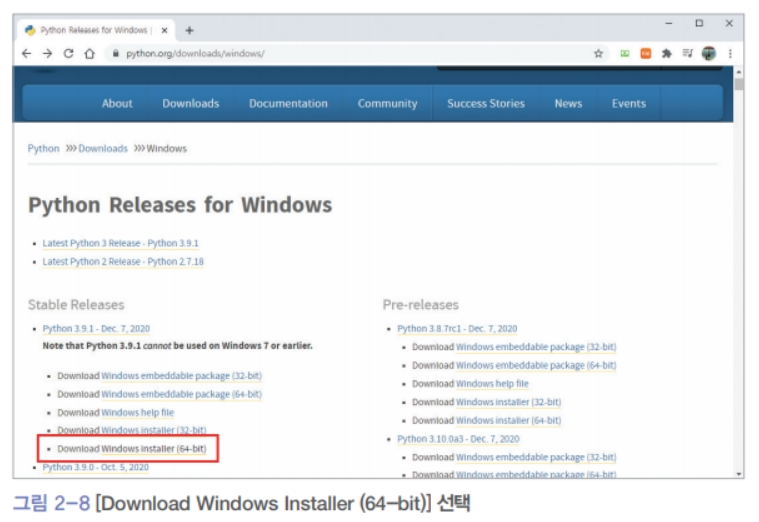 Python Releases for Windows |
python.org/downloads/windows/
About Downloads Documentation Community Success Stories News Events
Python >>> Downloads >>> Windows
Python Releases for Windows
Latest Python 3 Release - Python 3.9.1
Latest Python 2 Release - Python 2.7.18
Stable Releases
Python 3.9.1 - Dec. 7, 2020
Note that Python 3.9.1 cannot be used on Windows 7 or earlier.
Download Windows embeddable package (32-bit)
Download Windows embeddable package (64-bit)
Download Windows help file
Download Windows installer (32-bit)
Download Windows installer (64-bit)
Python 3.9.0 - Oct. 5, 2020
Pre-releases
Python 3.8.7rc1 - Dec. 7, 2020
Download Windows embeddable package (32-bit)
Download Windows embeddable package (64-bit)
Download Windows help file
Download Windows installer (32-bit)
Download Windows installer (64-bit)
Python 3.10.0a3 - Dec. 7, 2020
Download Windows embeddable package (32-bit)
Download Windows embeddable package (64-bit)
그림 2-8 [Download Windows Installer (64-bit)] 선택